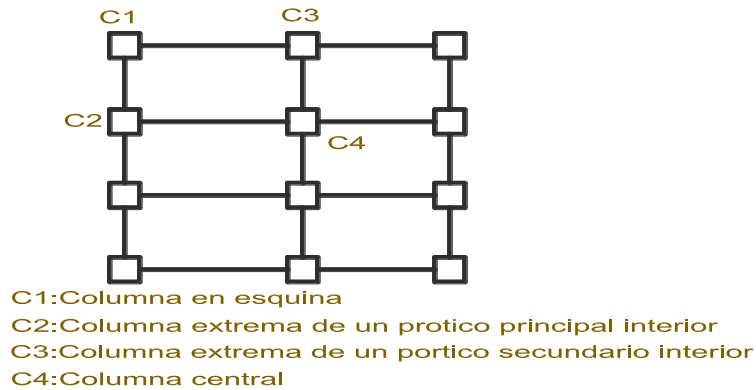 C1 C3
C2
C4
C1:Columna en esquina
C2:Columna extrema de un protico principal interior
C3:Columna extrema de un portico secundario interior
C4:Columna central